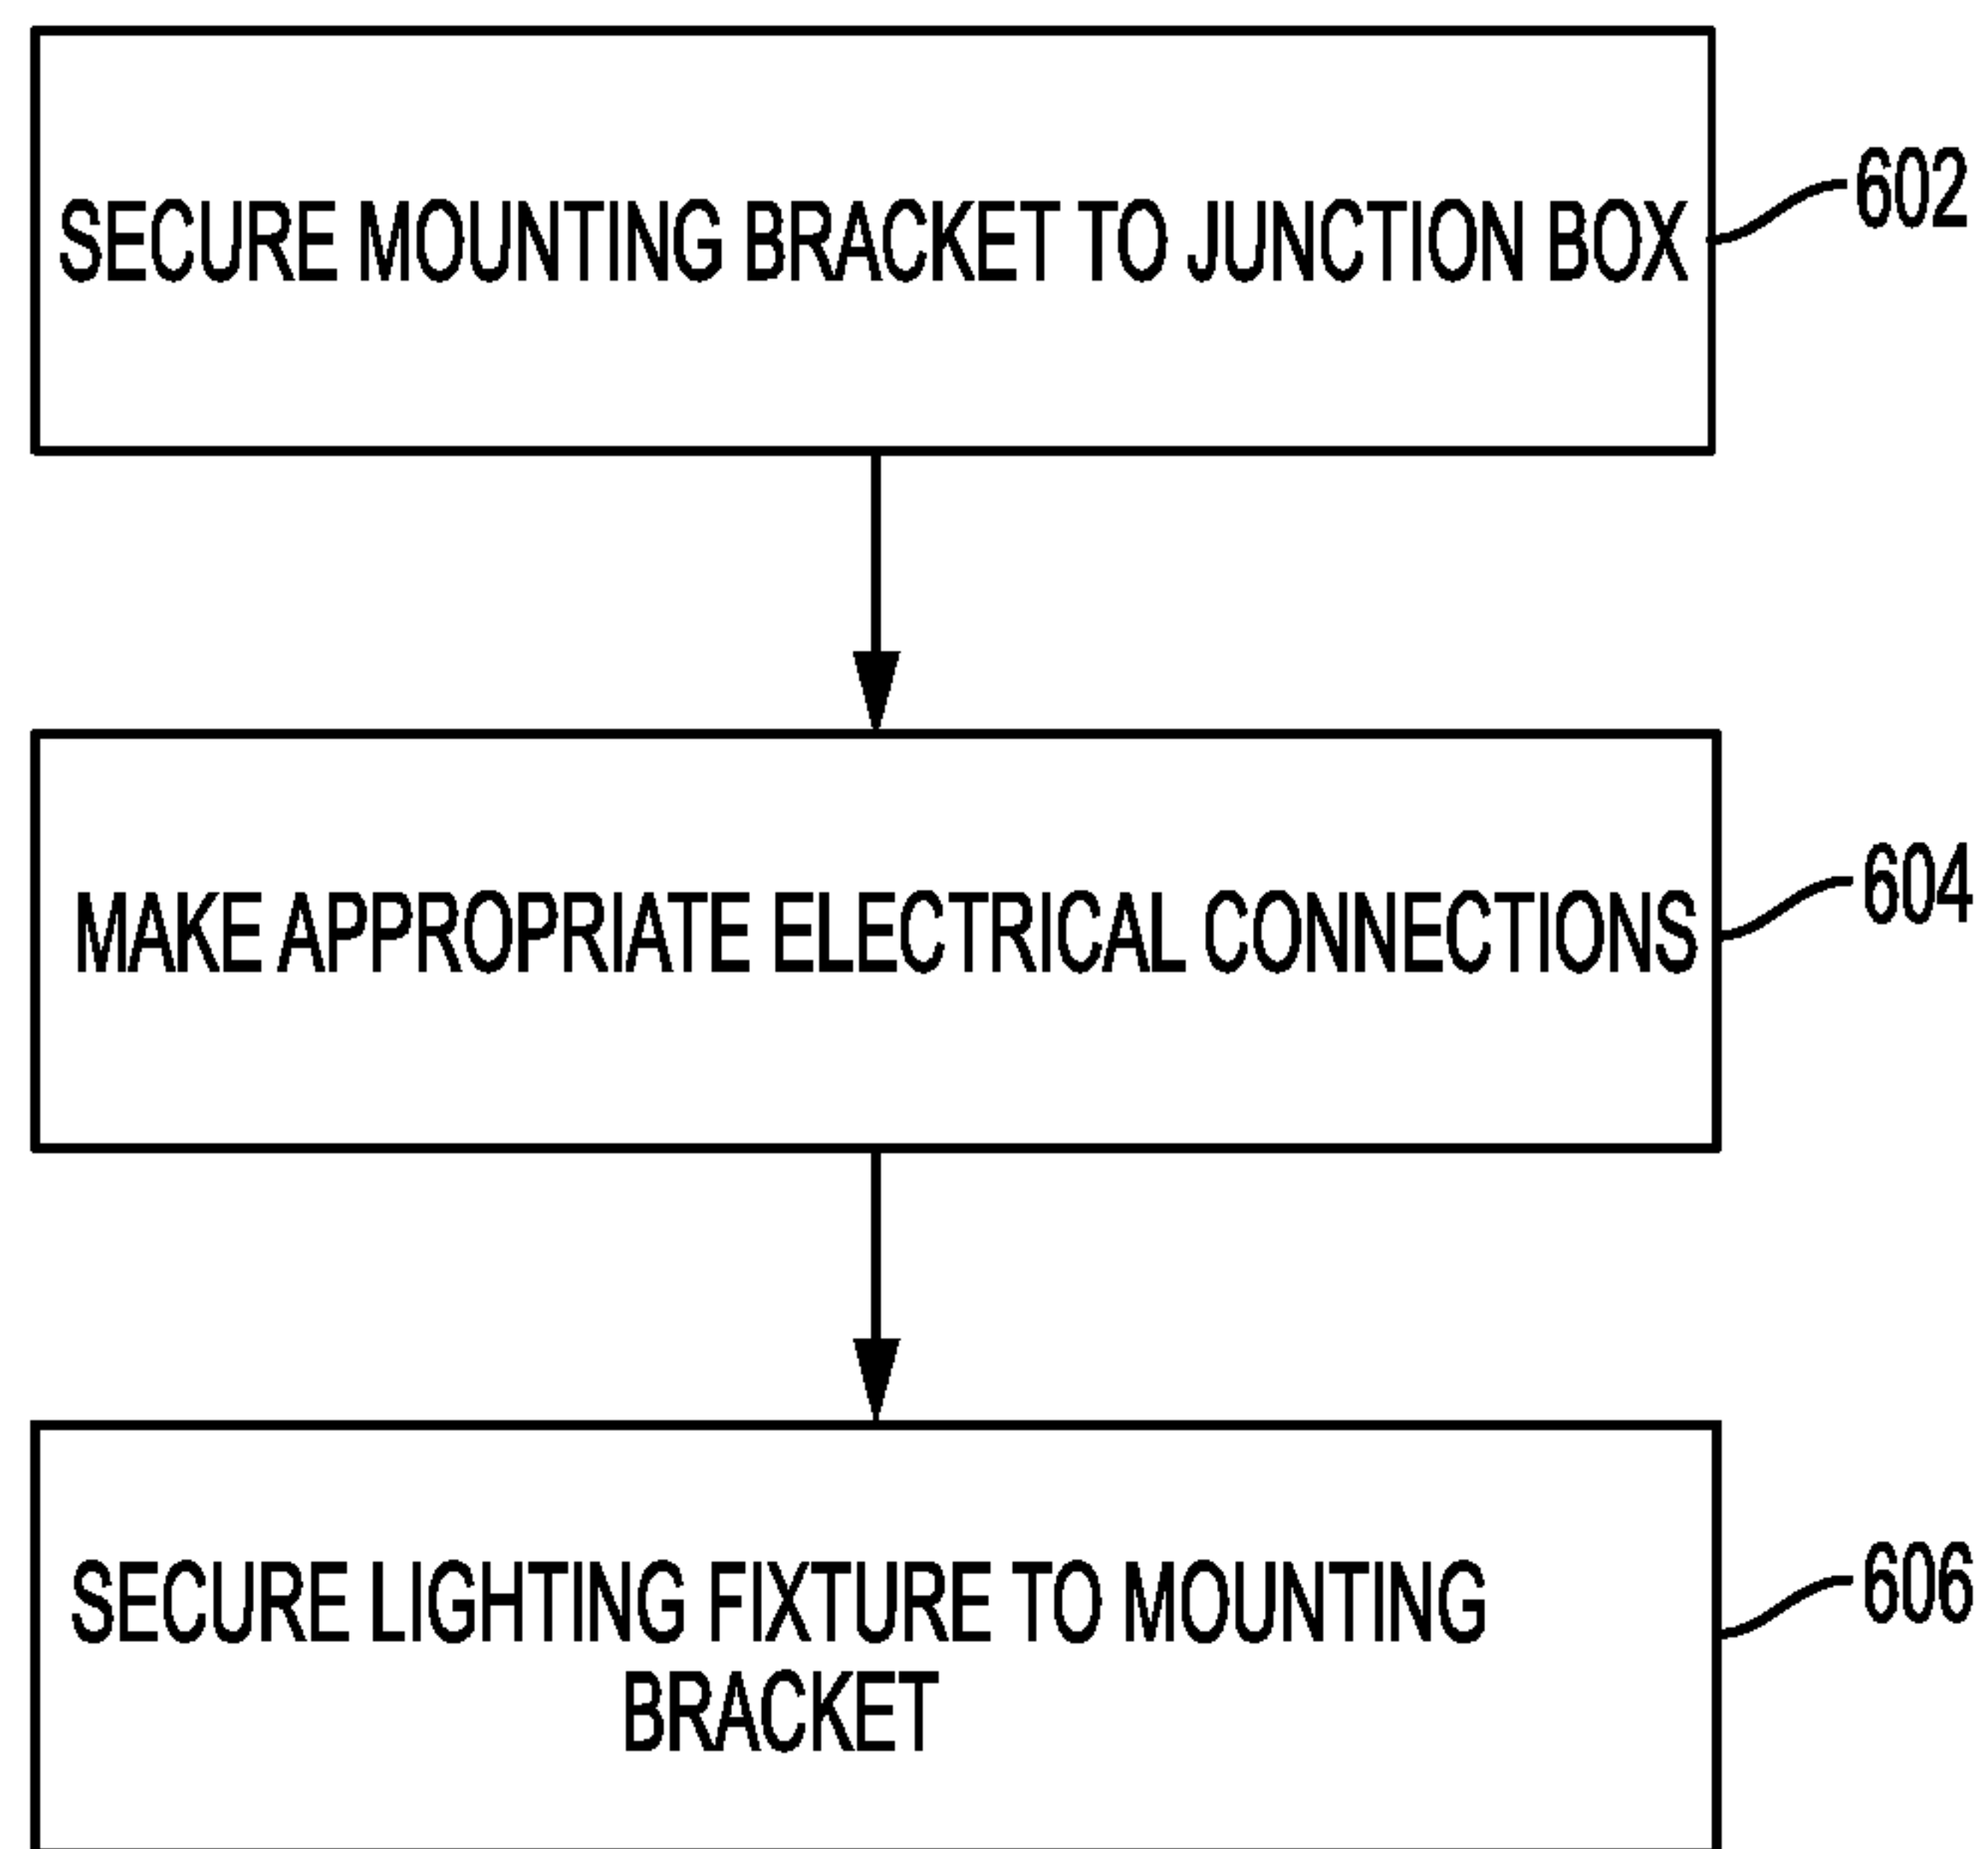 SECURE MOUNTING BRACKET TO JUNCTION BOX
602
MAKE APPROPRIATE ELECTRICAL CONNECTIONS
604
SECURE LIGHTING FIXTURE TO MOUNTING
BRACKET
606